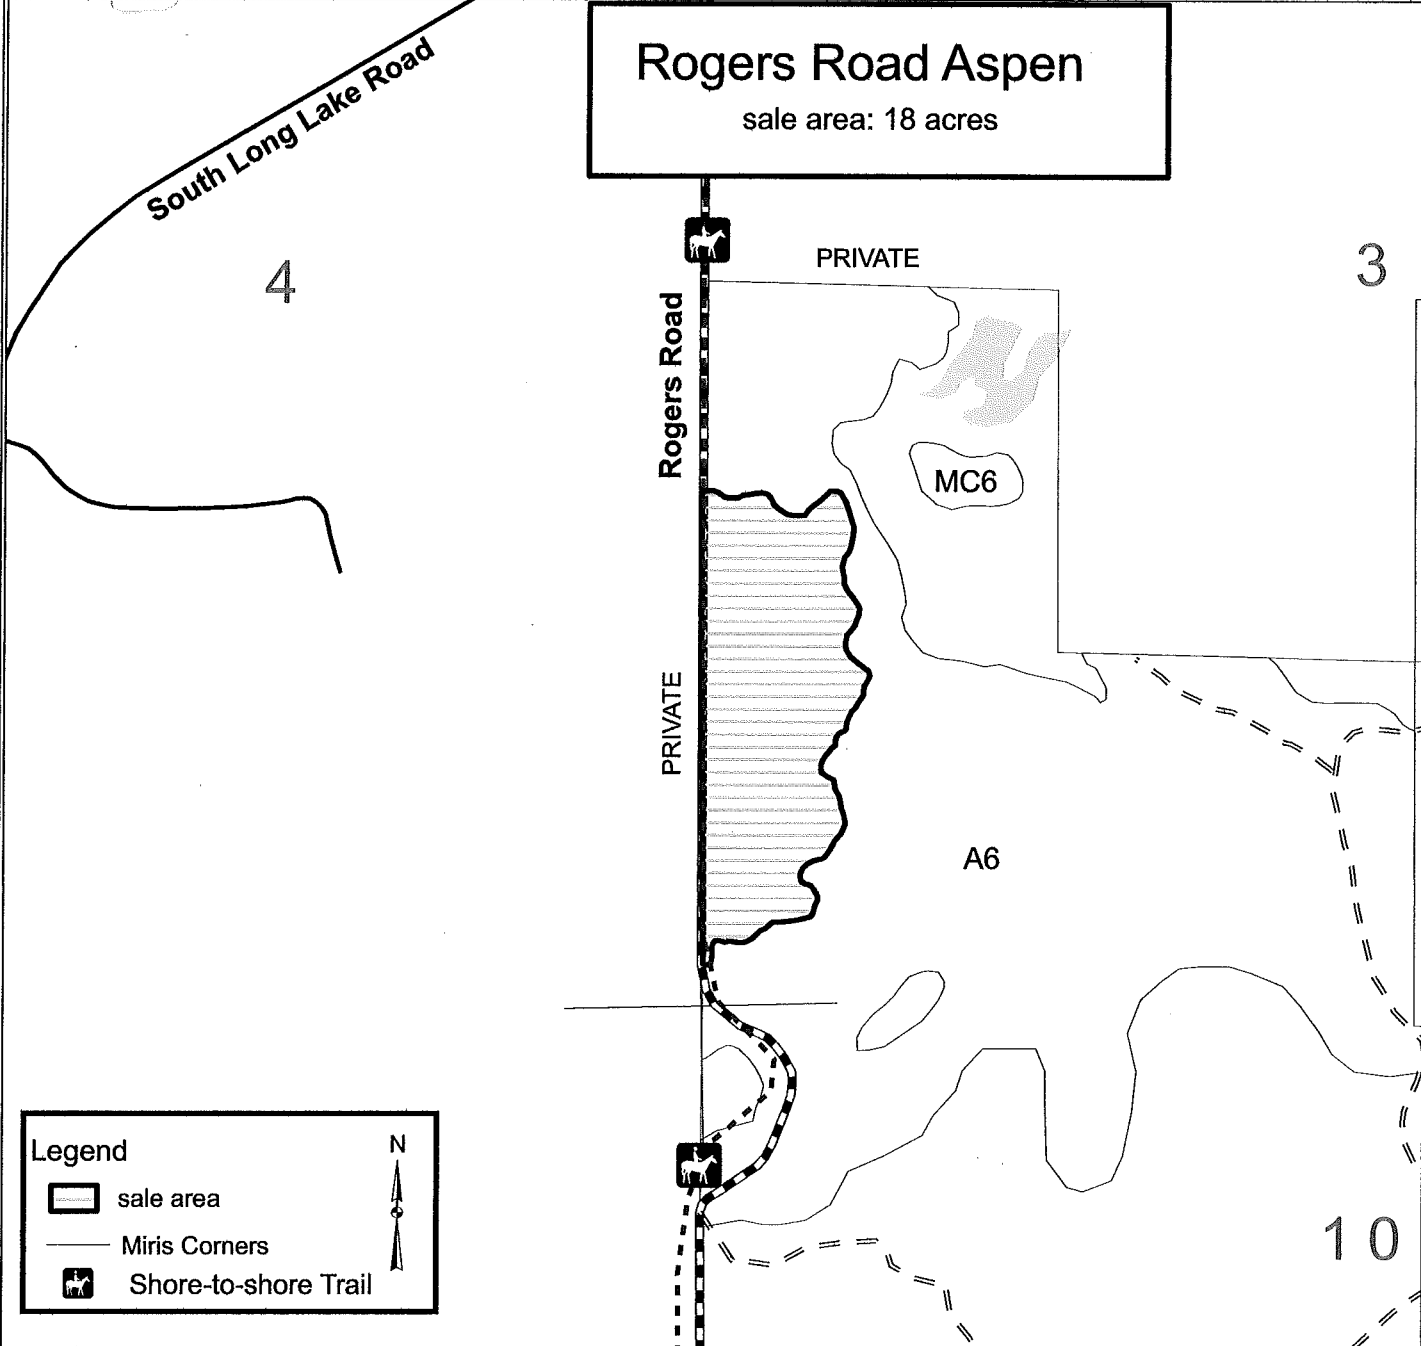 Rogers Road Aspen
sale area: 18 acres
South Long Lake Road
4
PRIVATE
3
Rogers Road
MC6
PRIVATE
A6
10
Legend
N
sale area
Miris Corners
Shore-to-shore Trail